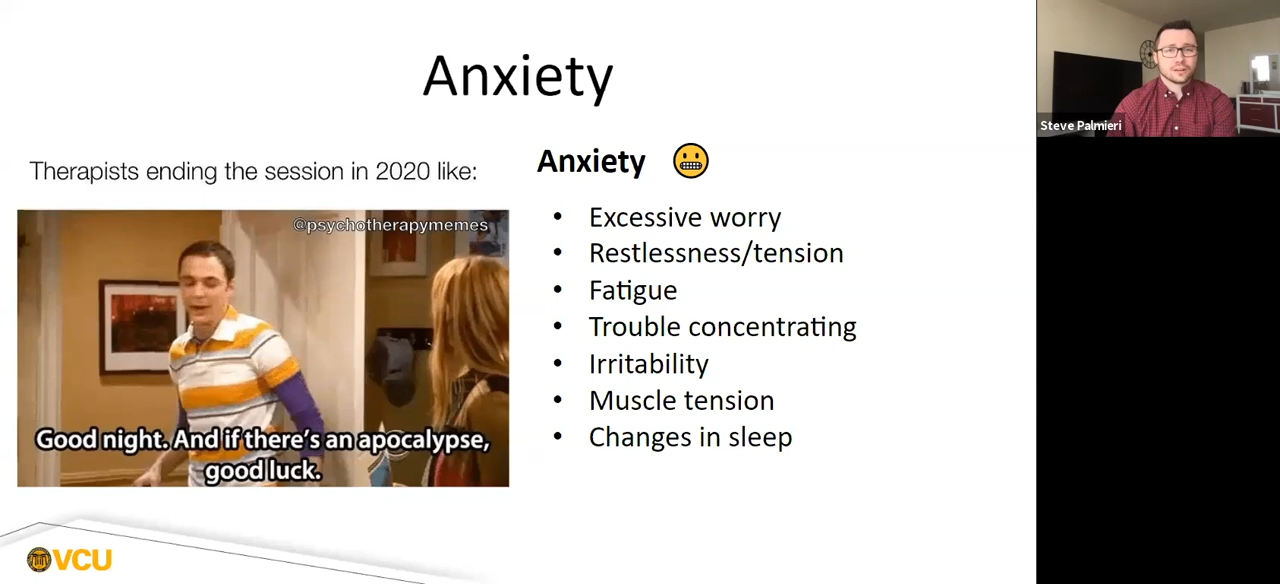 Anxiety
Therapists ending the session in 2020 like:
@psychotherapymemes
Good night. And if there's an apocalypse,
good luck.
Anxiety
• Excessive worry
• Restlessness/tension
• Fatigue
• Trouble concentrating
• Irritability
• Muscle tension
• Changes in sleep
VCU
Steve Palmieri